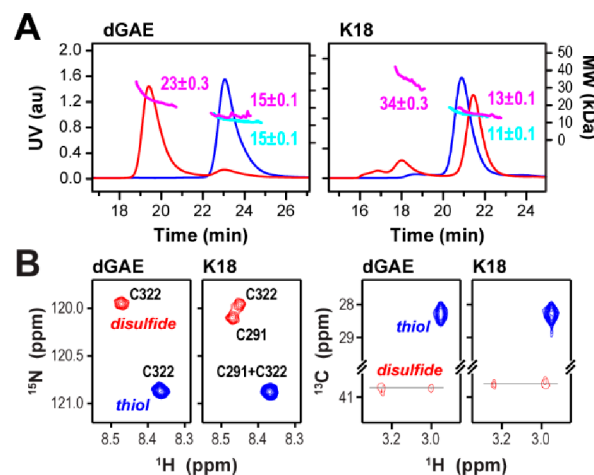 A
dGAE
K18
UV (au)
2.0
1.6
1.2
0.8
0.4
0.0
23±0.3
15±0.1
15±0.1
34±0.3
13±0.1
11±0.1
50
40
30
20
10
0
MW (KDa)
18 20 22 24 26
16 18 20 22 24
Time (min)
Time (min)
B
dGAE
K18
dGAE
K18
15N (ppm)
120.0
120.5
121.0
C322
disulfide
C322
thiol
C322
C291
C291+C322
8.5 8.4 8.3
8.5 8.4 8.3
1H (ppm)
13C (ppm)
28
29
41
thiol
disulfide
3.2 3.0
3.2 3.0
1H (ppm)